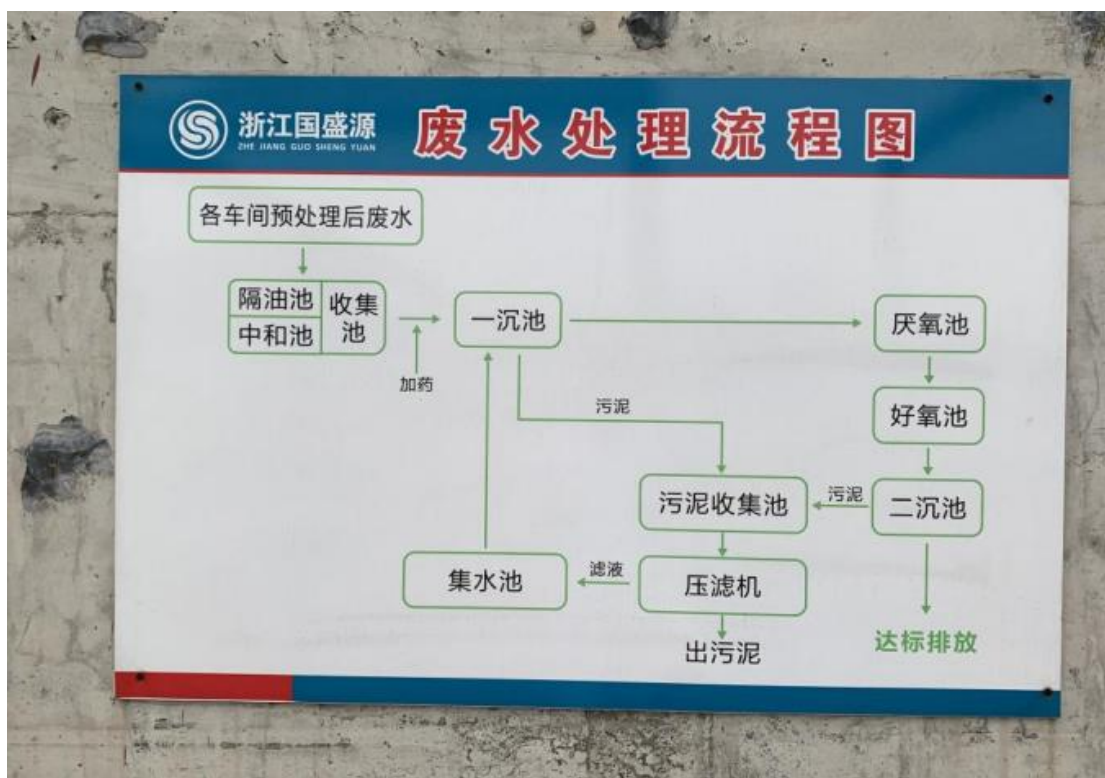 浙江国盛源
ZHE JIANG GUO SHENG YUAN
废水处理流程图
各车间预处理后废水
隔油池
中和池
收集
池
加药
一沉池
厌氧池
好氧池
污泥
污泥收集池
污泥
二沉池
集水池
滤液
压滤机
出污泥
达标排放